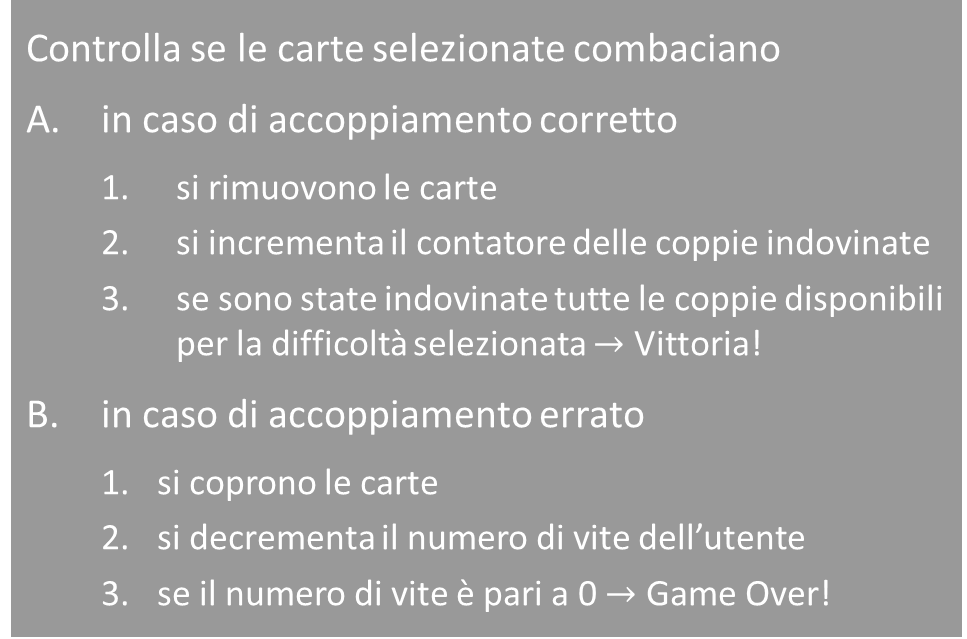 Controlla se le carte selezionate combaciano
A. in caso di accoppiamento corretto
1. si rimuovono le carte
2. si incrementa il contatore delle coppie indovinate
3. se sono state indovinate tutte le coppie disponibili
per la difficoltà selezionata → Vittoria!
B. in caso di accoppiamento errato
1. si coprono le carte
2. si decrementa il numero di vite dell’utente
3. se il numero di vite è pari a 0 → Game Over!